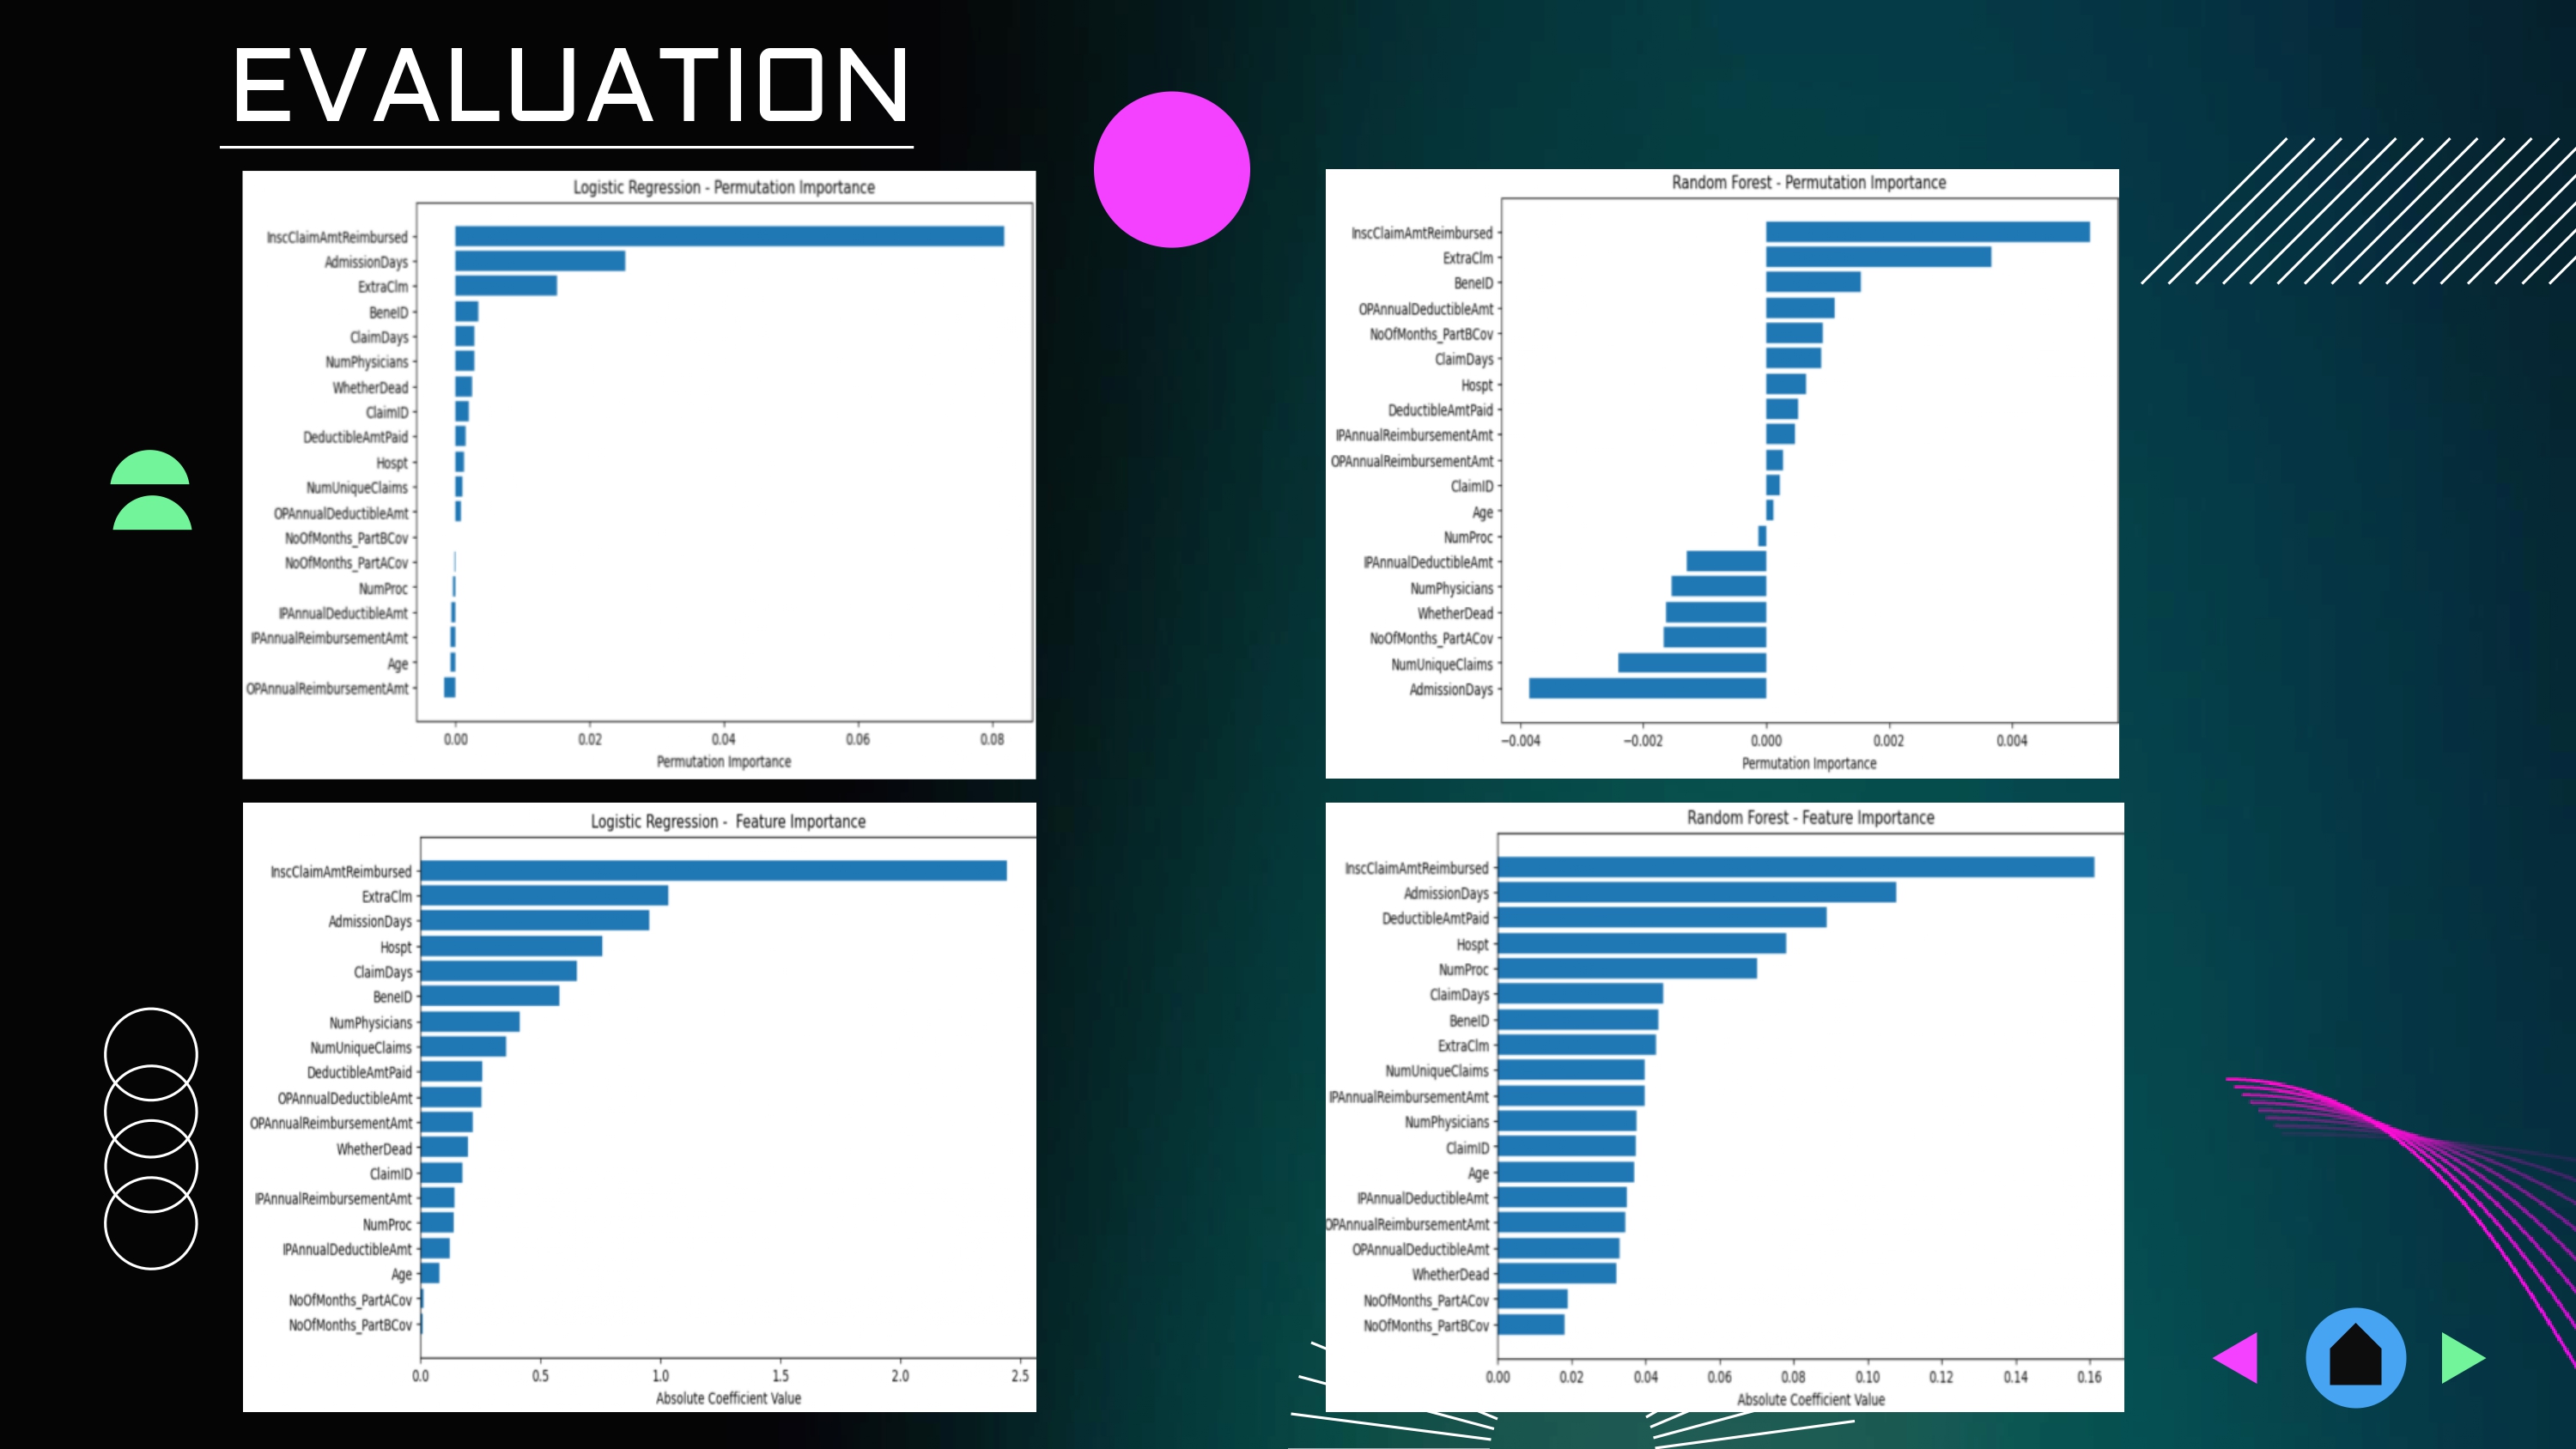 EVALUATION
Logistic Regression - Permutation Importance
InscClaimAmtReimbursed
AdmissionDays
ExtraClm
BeneID
ClaimDays
NumPhysicians
WhetherDead
ClaimID
DeductibleAmtPaid
Hospt
NumUniqueClaims
OPAnnualDeductibleAmt
NoOfMonths_PartBCov
NoOfMonths_PartACov
NumProc
IPAnnualDeductibleAmt
IPAnnualReimbursementAmt
Age
OPAnnualReimbursementAmt
0.00 0.02 0.04 0.06 0.08
Permutation Importance
Random Forest - Permutation Importance
InscClaimAmtReimbursed
ExtraClm
BeneID
OPAnnualDeductibleAmt
NoOfMonths_PartBCov
ClaimDays
Hospt
DeductibleAmtPaid
IPAnnualReimbursementAmt
OPAnnualReimbursementAmt
ClaimID
Age
NumProc
IPAnnualDeductibleAmt
NumPhysicians
WhetherDead
NoOfMonths_PartACov
NumUniqueClaims
AdmissionDays
−0.004 −0.002 0.000 0.002 0.004
Permutation Importance
Logistic Regression - Feature Importance
InscClaimAmtReimbursed
ExtraClm
AdmissionDays
Hospt
ClaimDays
BeneID
NumPhysicians
NumUniqueClaims
DeductibleAmtPaid
OPAnnualDeductibleAmt
OPAnnualReimbursementAmt
WhetherDead
ClaimID
IPAnnualReimbursementAmt
NumProc
IPAnnualDeductibleAmt
Age
NoOfMonths_PartACov
NoOfMonths_PartBCov
0.0 0.5 1.0 1.5 2.0 2.5
Absolute Coefficient Value
Random Forest - Feature Importance
InscClaimAmtReimbursed
AdmissionDays
DeductibleAmtPaid
Hospt
NumProc
ClaimDays
BeneID
ExtraClm
NumUniqueClaims
IPAnnualReimbursementAmt
NumPhysicians
ClaimID
Age
IPAnnualDeductibleAmt
OPAnnualReimbursementAmt
OPAnnualDeductibleAmt
WhetherDead
NoOfMonths_PartACov
NoOfMonths_PartBCov
0.00 0.02 0.04 0.06 0.08 0.10 0.12 0.14 0.16
Absolute Coefficient Value